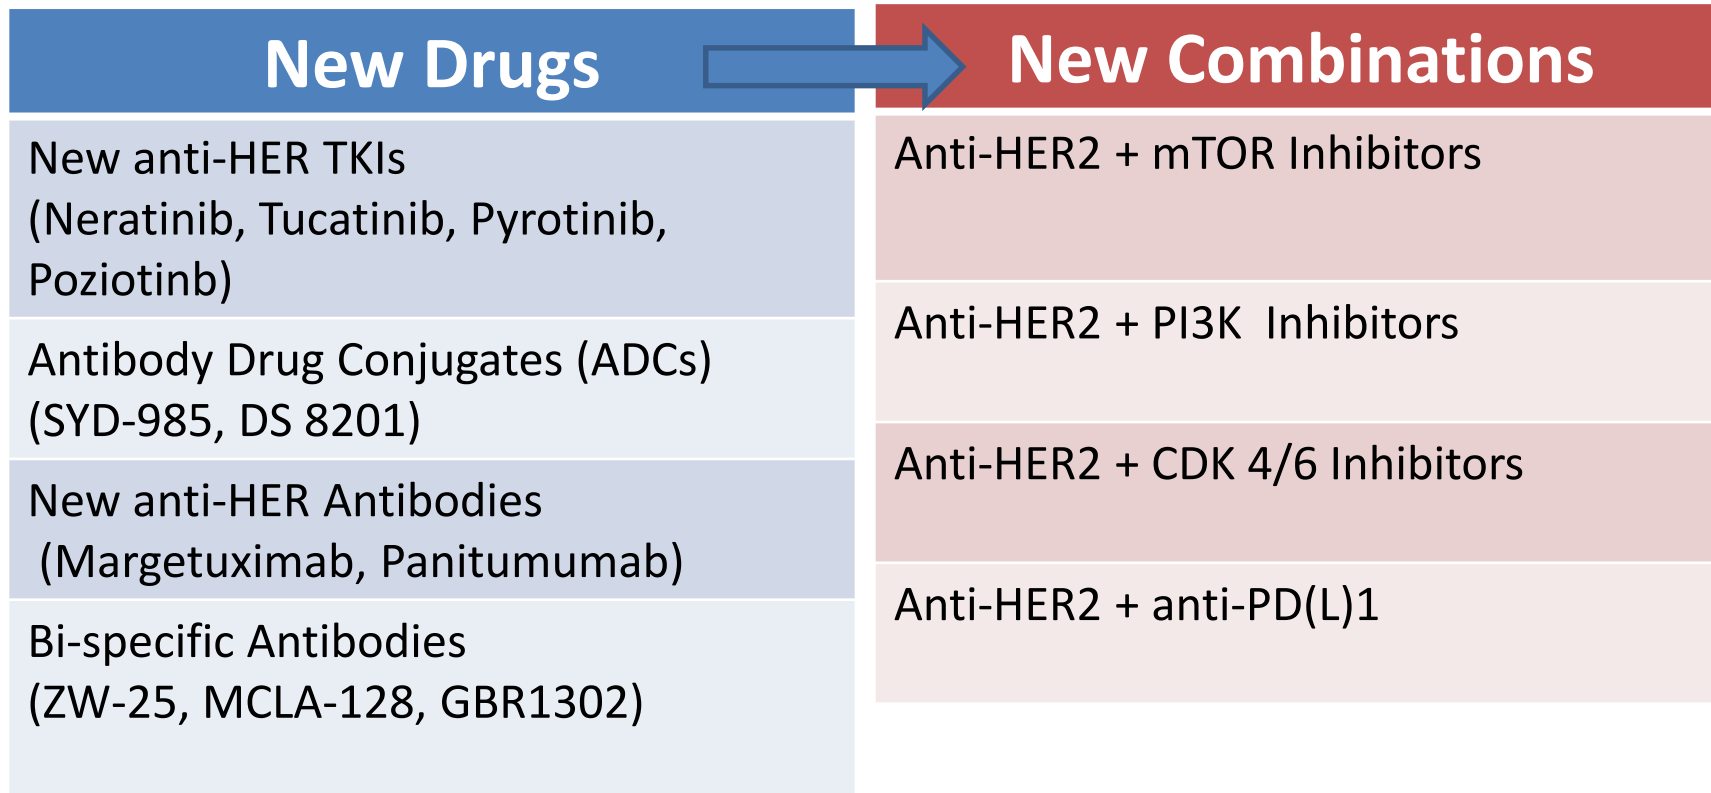 New Drugs
New anti-HER TKIs
(Neratinib, Tucatinib, Pyrotinib,
Poziotinb)
Antibody Drug Conjugates (ADCs)
(SYD-985, DS 8201)
New anti-HER Antibodies
(Margetuximab, Panitumumab)
Bi-specific Antibodies
(ZW-25, MCLA-128, GBR1302)
New Combinations
Anti-HER2 + mTOR Inhibitors
Anti-HER2 + PI3K Inhibitors
Anti-HER2 + CDK 4/6 Inhibitors
Anti-HER2 + anti-PD(L)1